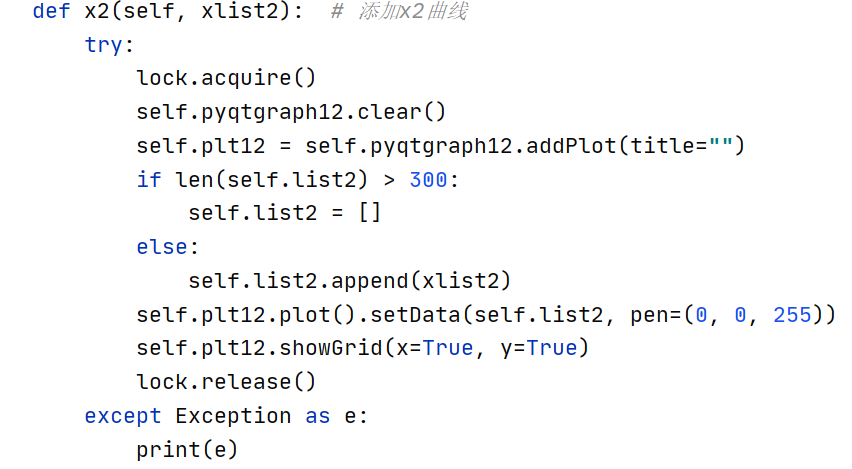 def x2(self, xlist2):  # 添加x2曲线
    try:
        lock.acquire()
        self.pyqtgraph12.clear()
        self.plt12 = self.pyqtgraph12.addPlot(title="")
        if len(self.list2) > 300:
            self.list2 = []
        else:
            self.list2.append(xlist2)
        self.plt12.plot().setData(self.list2, pen=(0, 0, 255))
        self.plt12.showGrid(x=True, y=True)
        lock.release()
    except Exception as e:
        print(e)